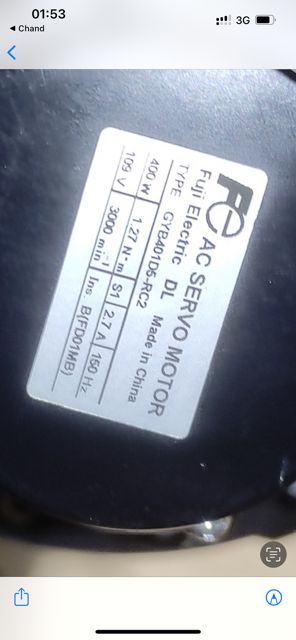 01:53
◀ Chand
3G
Fe AC SERVO MOTOR
Fuji Electric DL Made in China
TYPE GYB401D5-RC2
400 W 1.27 N·m S1 2.7 A 150 Hz
109 V 3000 min⁻¹ Ins. B(FD01MB)